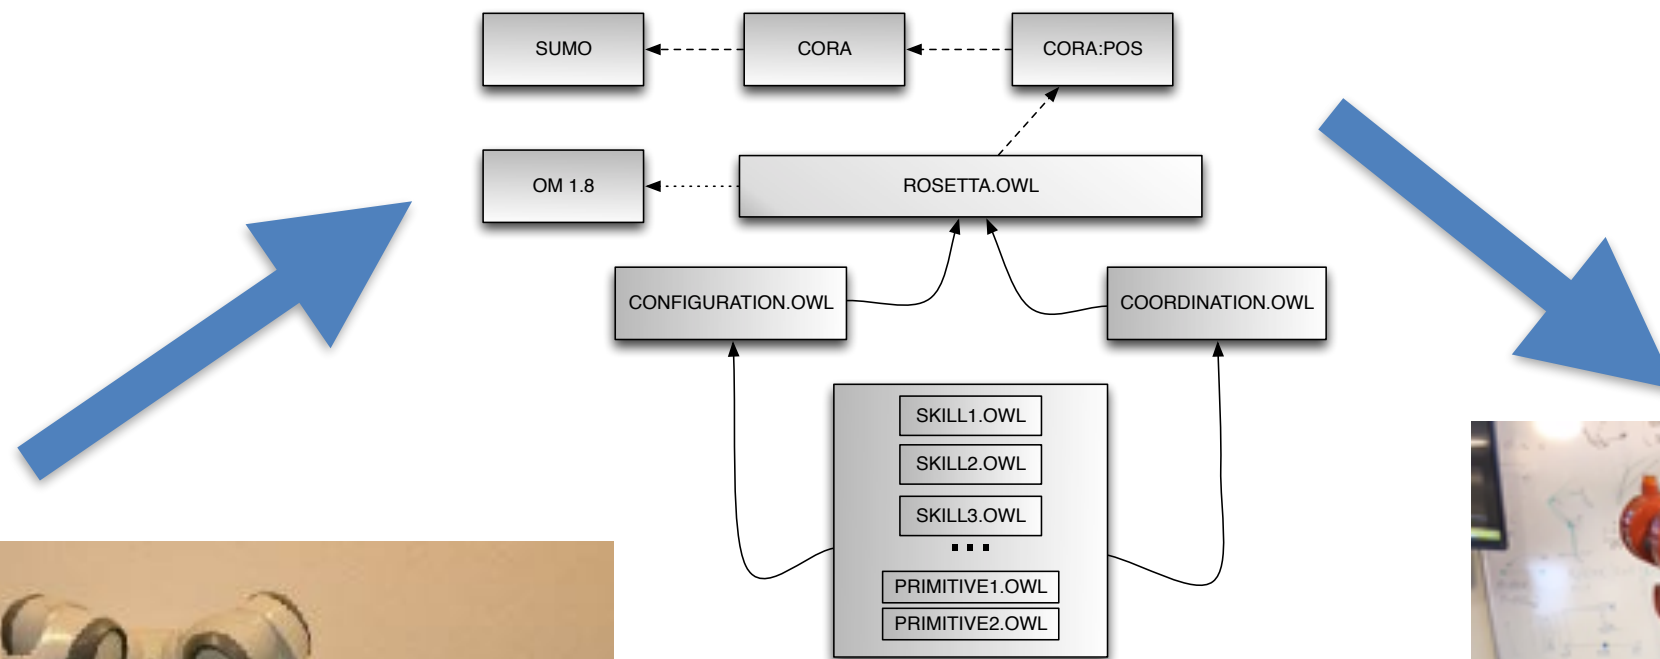 SUMO
CORA
CORA:POS
OM 1.8
ROSETTA.OWL
CONFIGURATION.OWL
COORDINATION.OWL
SKILL1.OWL
SKILL2.OWL
SKILL3.OWL
...
PRIMITIVE1.OWL
PRIMITIVE2.OWL